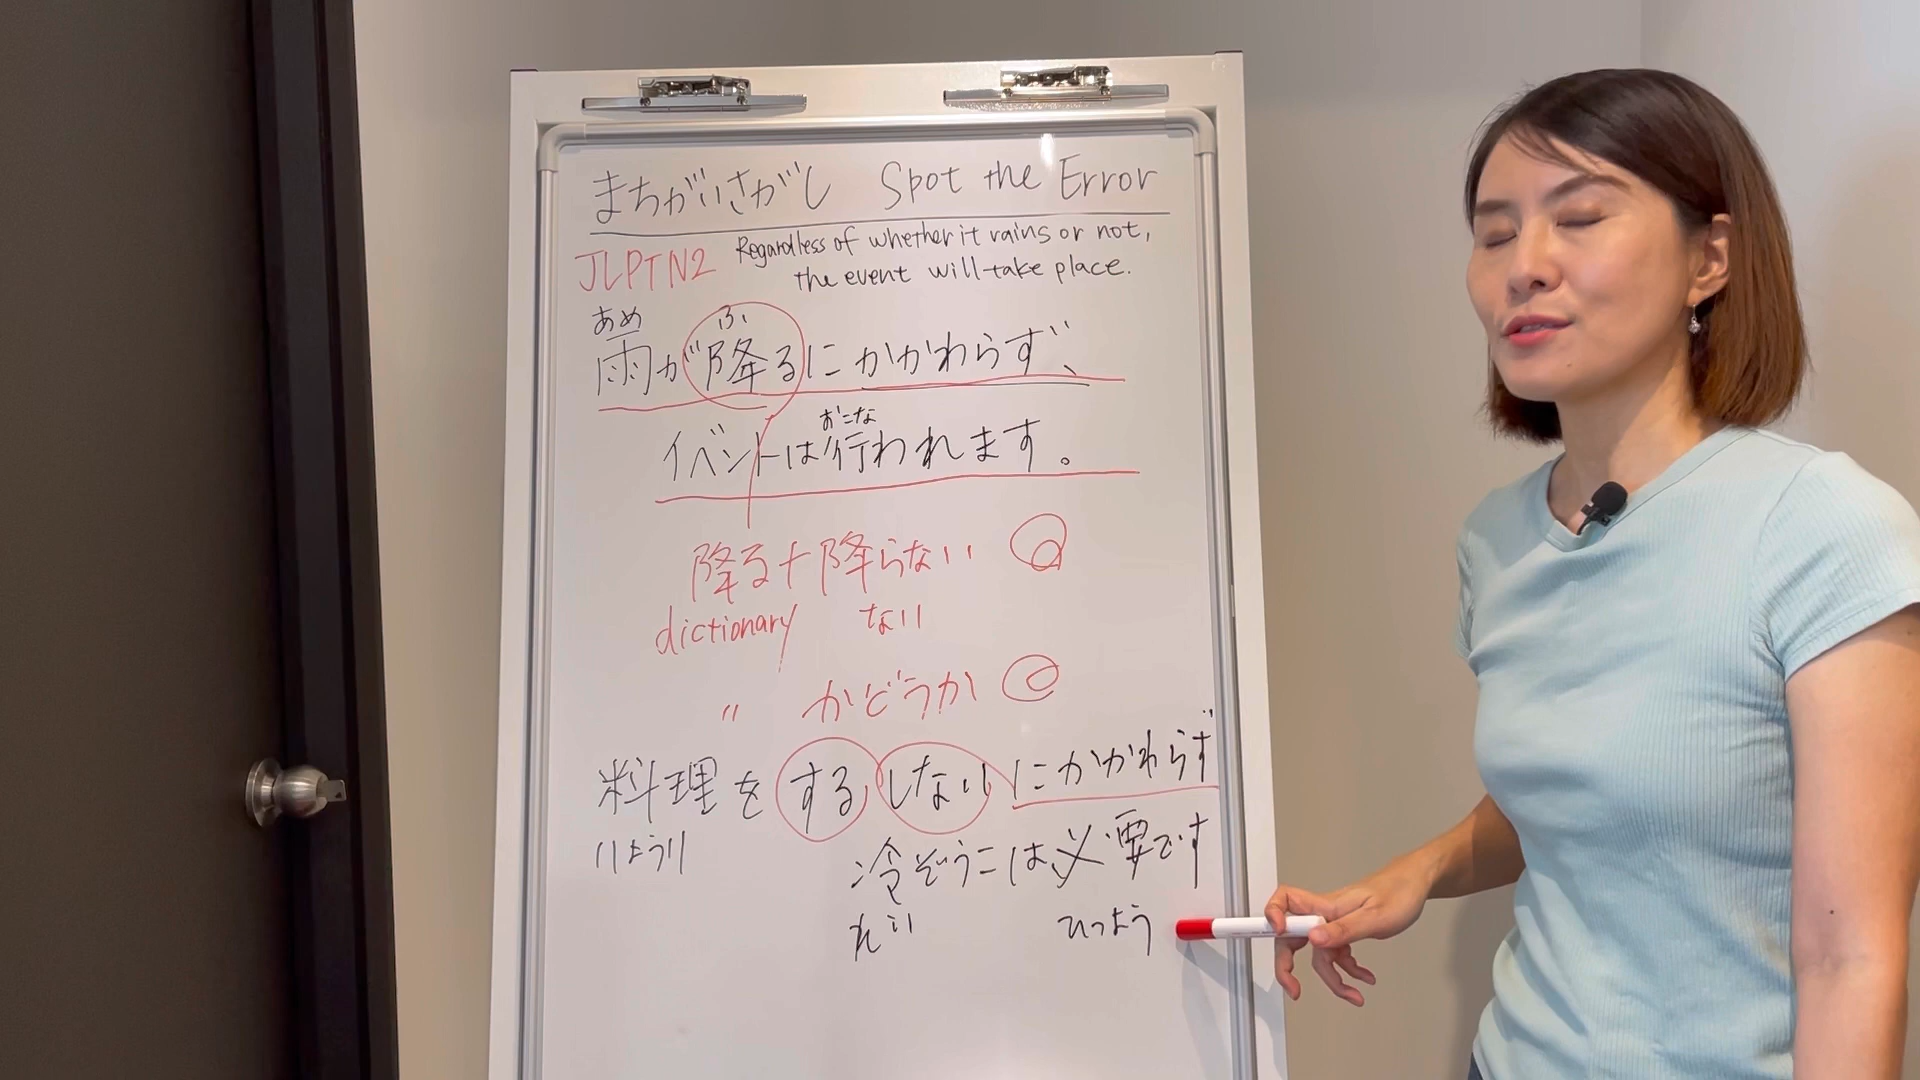 まちがいさがし Spot the Error
JLPTN2 Regardless of whether it rains or not,
the event will take place.
あめ ふ
雨が降るにかかわらず、
おこな
イベントは行われます。
降る+降らない
dictionary ない
〃 かどうか
料理をするしないにかかわらず
りょうり
冷ぞうこは必要です
れい ひつよう